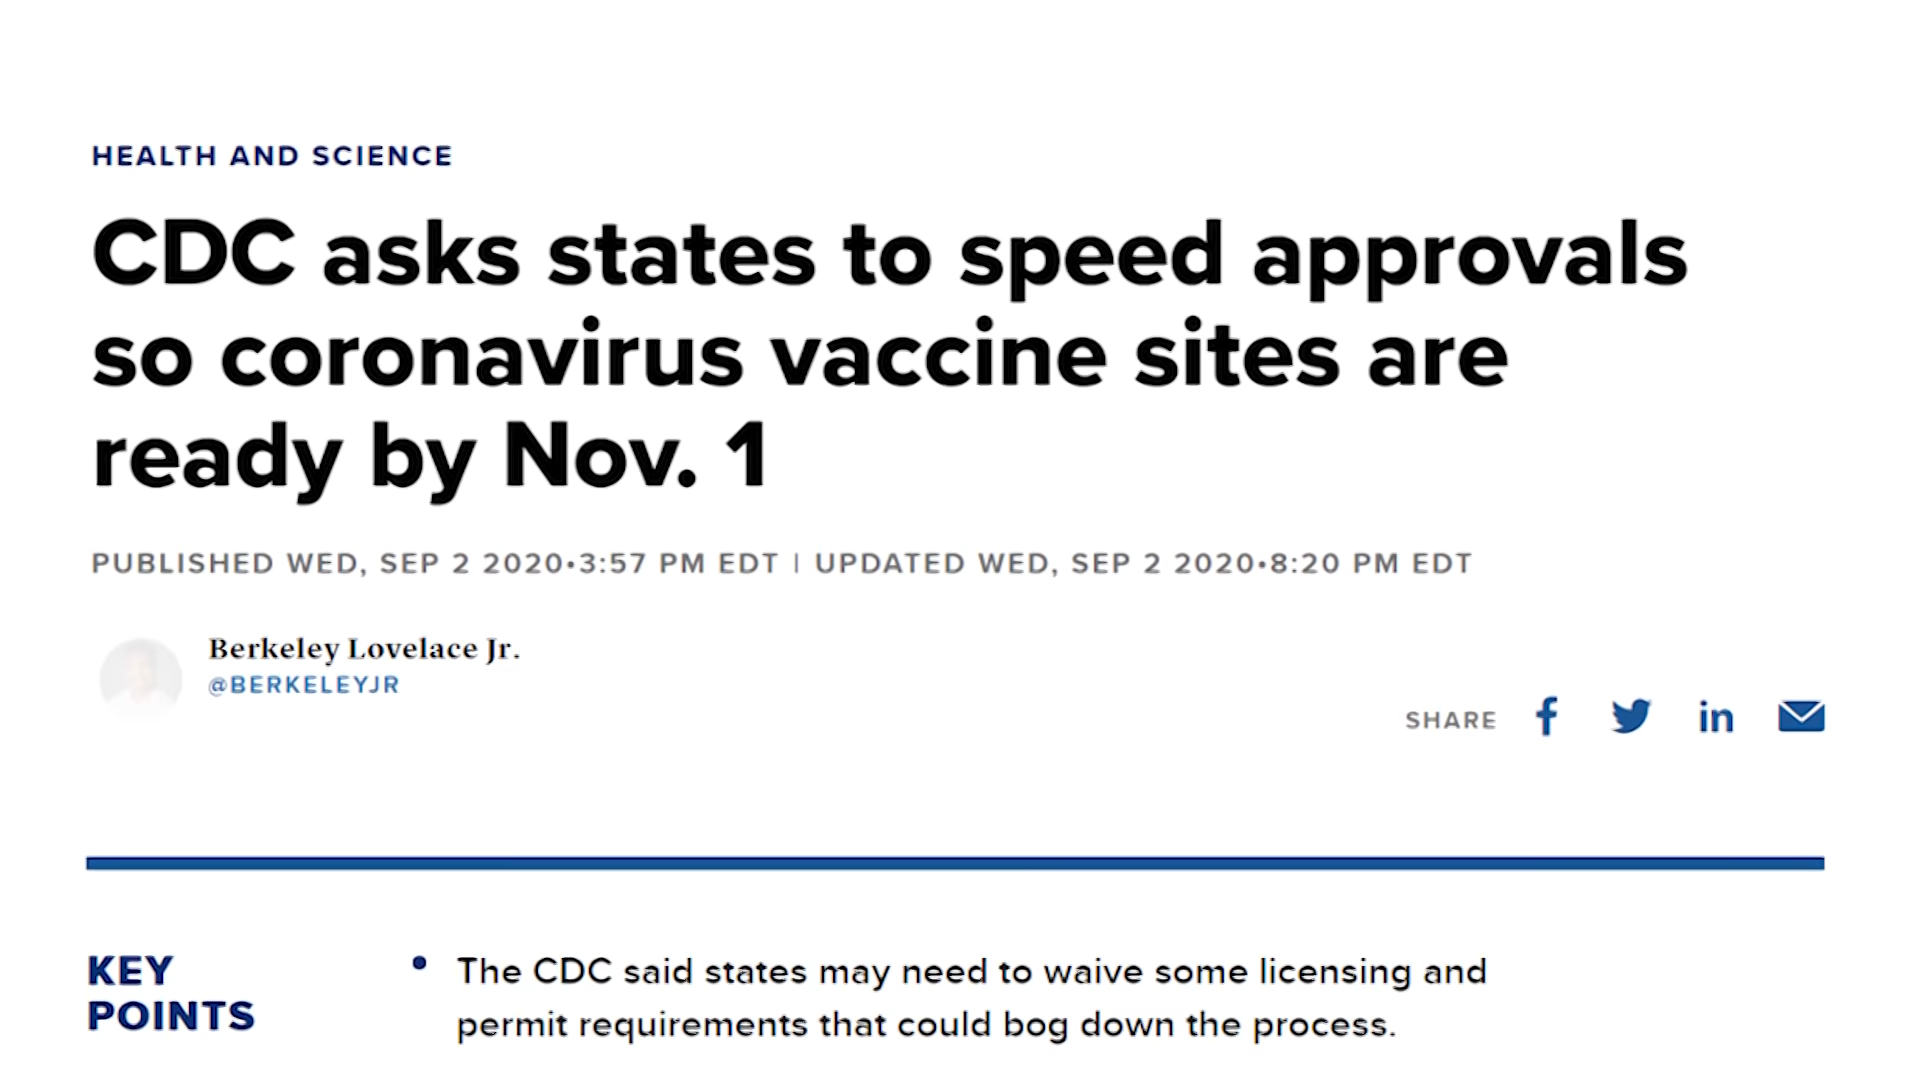 HEALTH AND SCIENCE
CDC asks states to speed approvals
so coronavirus vaccine sites are
ready by Nov. 1
PUBLISHED WED, SEP 2 2020•3:57 PM EDT | UPDATED WED, SEP 2 2020•8:20 PM EDT
Berkeley Lovelace Jr.
@BERKELEYJR
SHARE
KEY
POINTS
• The CDC said states may need to waive some licensing and
permit requirements that could bog down the process.